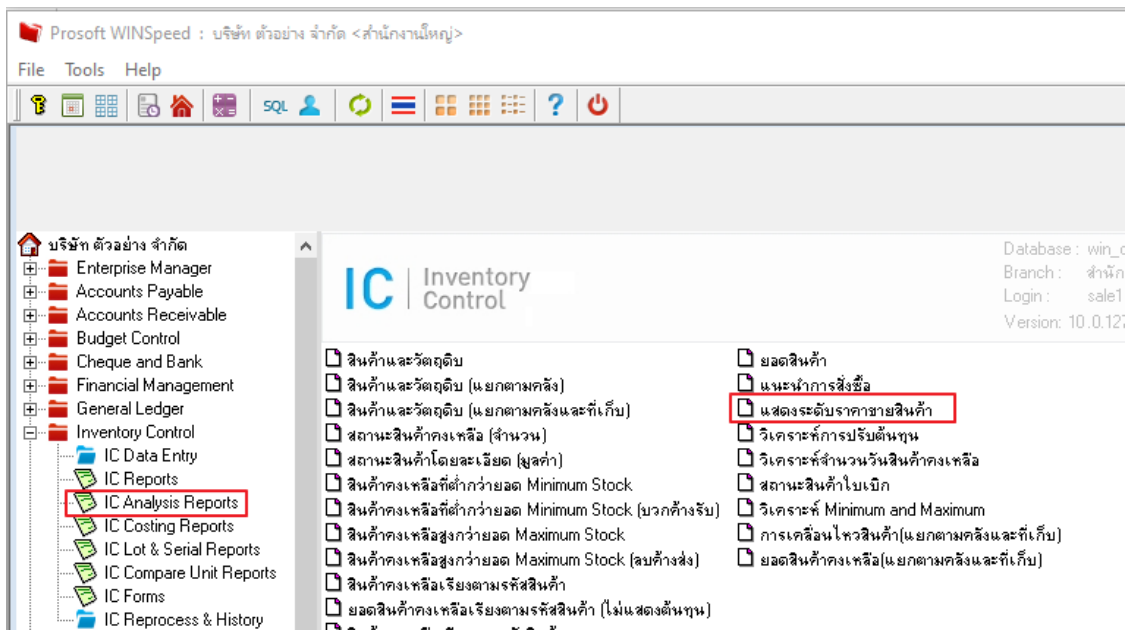 Prosoft WINSpeed : บริษัท ตัวอย่าง จำกัด <สำนักงานใหญ่>
File Tools Help
SQL
?
บริษัท ตัวอย่าง จำกัด
Enterprise Manager
Accounts Payable
Accounts Receivable
Budget Control
Cheque and Bank
Financial Management
General Ledger
Inventory Control
IC Data Entry
IC Reports
IC Analysis Reports
IC Costing Reports
IC Lot & Serial Reports
IC Compare Unit Reports
IC Forms
IC Reprocess & History
IC Inventory
Control
Database :
Branch :
Login : sale1
Version:
สินค้าและวัตถุดิบ
สินค้าและวัตถุดิบ (แยกตามคลัง)
สินค้าและวัตถุดิบ (แยกตามคลังและที่เก็บ)
สถานะสินค้าคงเหลือ (จำนวน)
สถานะสินค้าโดยละเอียด (มูลค่า)
สินค้าคงเหลือที่ต่ำกว่ายอด Minimum Stock
สินค้าคงเหลือที่ต่ำกว่ายอด Minimum Stock (บวกค้างรับ)
สินค้าคงเหลือสูงกว่ายอด Maximum Stock
สินค้าคงเหลือสูงกว่ายอด Maximum Stock (ลบค้างส่ง)
สินค้าคงเหลือเรียงตามรหัสสินค้า
ยอดสินค้าคงเหลือเรียงตามรหัสสินค้า (ไม่แสดงต้นทุน)
ยอดสินค้า
แนะนำการสั่งซื้อ
แสดงระดับราคาขายสินค้า
วิเคราะห์การปรับต้นทุน
วิเคราะห์จำนวนวันสินค้าคงเหลือ
สถานะสินค้าใบเบิก
วิเคราะห์ Minimum and Maximum
การเคลื่อนไหวสินค้า(แยกตามคลังและที่เก็บ)
ยอดสินค้าคงเหลือ(แยกตามคลังและที่เก็บ)